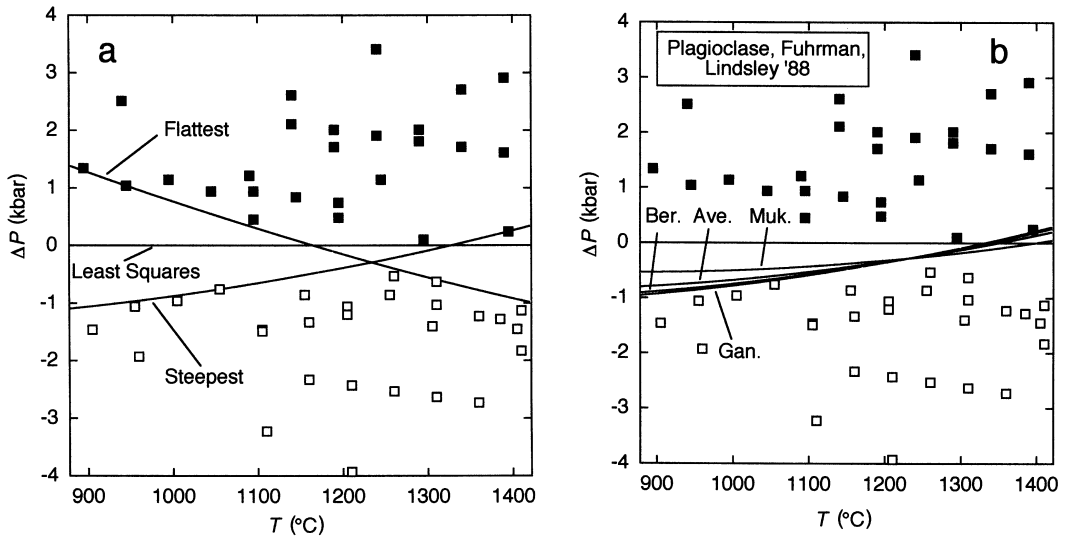 a
4
3
2
1
0
-1
-2
-3
-4
ΔP (kbar)
Flattest
Least Squares
Steepest
900 1000 1100 1200 1300 1400
T (°C)
b
Plagioclase, Fuhrman,
Lindsley '88
4
3
2
1
0
-1
-2
-3
-4
ΔP (kbar)
Ber. Ave. Muk.
Gan.
900 1000 1100 1200 1300 1400
T (°C)